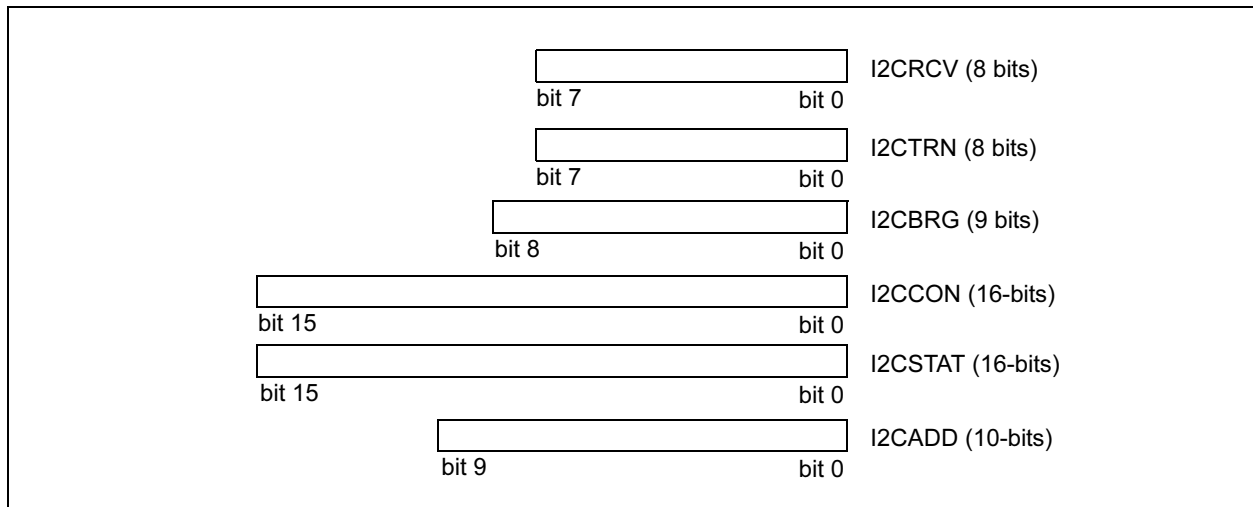 I2CRCV (8 bits)
bit 7 bit 0
I2CTRN (8 bits)
bit 7 bit 0
I2CBRG (9 bits)
bit 8 bit 0
I2CCON (16-bits)
bit 15 bit 0
I2CSTAT (16-bits)
bit 15 bit 0
I2CADD (10-bits)
bit 9 bit 0